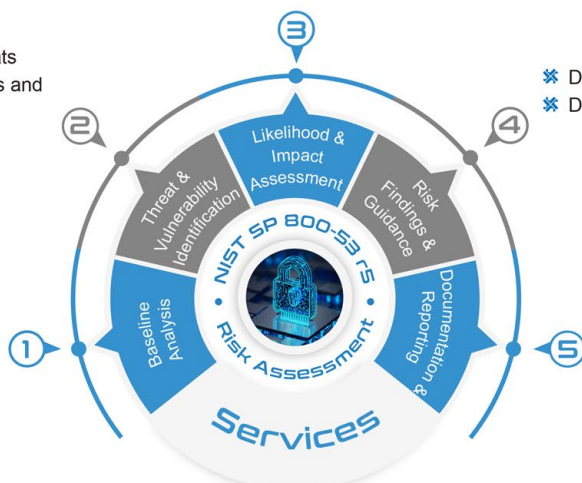 s and
3
D
D
2
4
Likelihood &
Impact
Assessment
Threat &
Vulnerability
Identification
Risk
Findings &
Guidance
NIST SP 800-53 r5
Risk Assessment
Baseline
Analysis
Documentation &
Reporting
1
5
Services